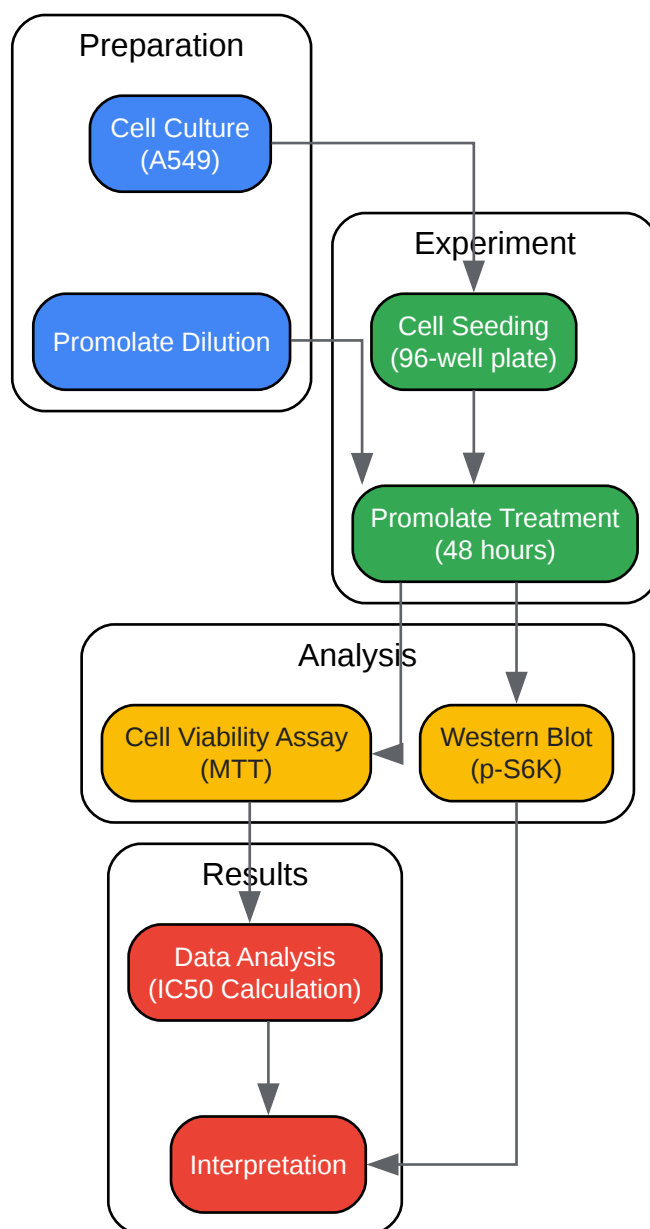 Preparation
Cell Culture
(A549)
Promolate Dilution
Experiment
Cell Seeding
(96-well plate)
Promolate Treatment
(48 hours)
Analysis
Cell Viability Assay
(MTT)
Western Blot
(p-S6K)
Results
Data Analysis
(IC50 Calculation)
Interpretation